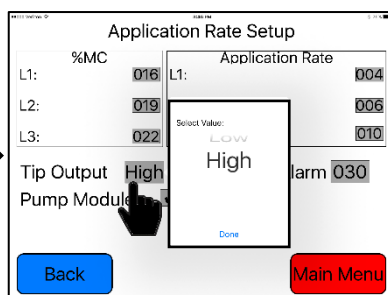 Application Rate Setup
%MC
Application Rate
L1: 016
L1: 004
L2: 019
006
L3: 022
010
Select Value:
Low
High
Done
Tip Output High
larm 030
Pump Modul
Back
Main Menu